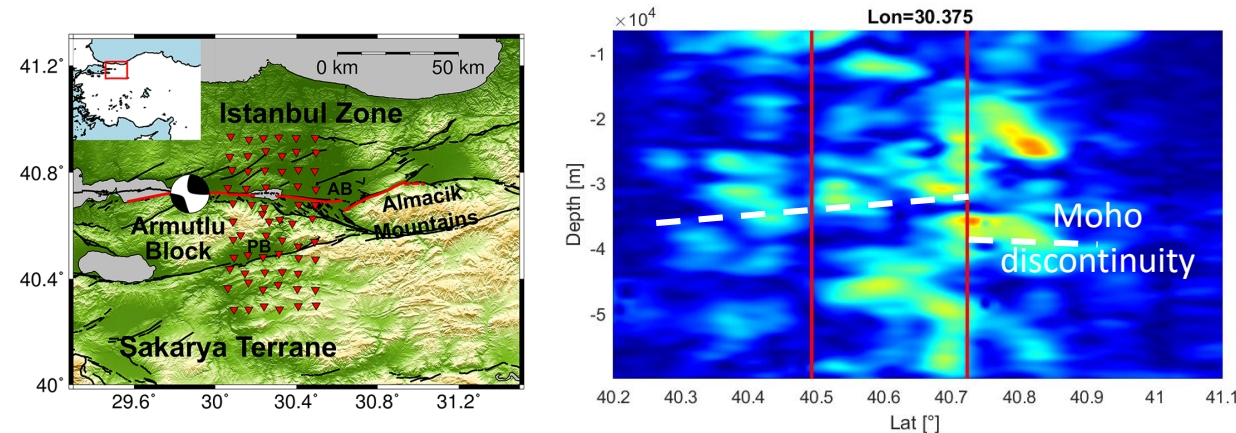 41.2°
40.8°
40.4°
40°
29.6°
30°
30.4°
30.8°
31.2°
0 km
50 km
Istanbul Zone
AB
Almacik
Mountains
Armutlu
Block
PB
Sakarya Terrane
Lon=30.375
×10⁴
-1
-2
-3
-4
-5
Depth [m]
Moho
discontinuity
40.2
40.3
40.4
40.5
40.6
40.7
40.8
40.9
41
41.1
Lat [°]